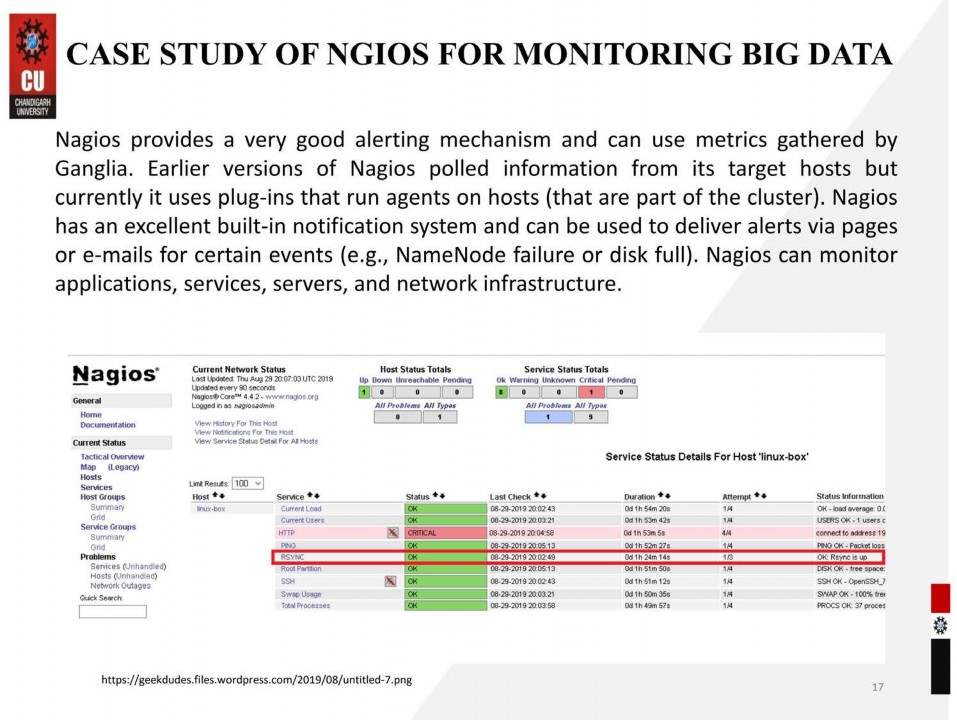 CU
CHANDIGARH
UNIVERSITY
CASE STUDY OF NGIOS FOR MONITORING BIG DATA
Nagios provides a very good alerting mechanism and can use metrics gathered by
Ganglia. Earlier versions of Nagios polled information from its target hosts but
currently it uses plug-ins that run agents on hosts (that are part of the cluster). Nagios
has an excellent built-in notification system and can be used to deliver alerts via pages
or e-mails for certain events (e.g., NameNode failure or disk full). Nagios can monitor
applications, services, servers, and network infrastructure.
Nagios®
General
Home
Documentation
Current Status
Tactical Overview
Map (Legacy)
Hosts
Services
Host Groups
Summary
Grid
Service Groups
Summary
Grid
Problems
Services (Unhandled)
Hosts (Unhandled)
Network Outages
Quick Search:
Current Network Status
Last Updated: Thu Aug 29 20:07:03 UTC 2019
Updated every 90 seconds
Nagios® Core™ 4.4.2 - www.nagios.org
Logged in as nagiosadmin
View History For This Host
View Notifications For This Host
View Service Status Detail For All Hosts
Host Status Totals
Up Down Unreachable Pending
1 0 0 0
All Problems All Types
0 1
Service Status Totals
Ok Warning Unknown Critical Pending
8 0 0 1 0
All Problems All Types
1 9
Service Status Details For Host 'linux-box'
Limit Results: 100
Host Service Status Last Check Duration Attempt Status Information
linux-box Current Load OK 08-29-2019 20:02:43 0d 1h 54m 20s 1/4 OK - load average: 0.0
Current Users OK 08-29-2019 20:03:21 0d 1h 53m 42s 1/4 USERS OK - 1 users c
HTTP CRITICAL 08-29-2019 20:04:58 0d 1h 53m 5s 4/4 connect to address 19
PING OK 08-29-2019 20:05:13 0d 1h 52m 27s 1/4 PING OK - Packet loss
RSYNC OK 08-29-2019 20:02:49 0d 1h 24m 14s 1/3 OK: Rsync is up
Root Partition OK 08-29-2019 20:05:13 0d 1h 51m 50s 1/4 DISK OK - free space:
SSH OK 08-29-2019 20:02:43 0d 1h 51m 12s 1/4 SSH OK - OpenSSH_7
Swap Usage OK 08-29-2019 20:03:21 0d 1h 50m 35s 1/4 SWAP OK - 100% free
Total Processes OK 08-29-2019 20:03:58 0d 1h 49m 57s 1/4 PROCS OK: 37 proces
https://geekdudes.files.wordpress.com/2019/08/untitled-7.png
17